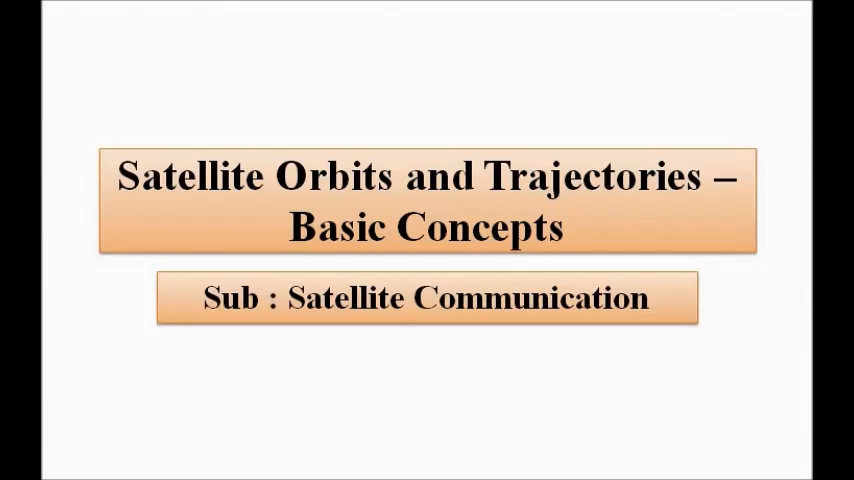 Satellite Orbits and Trajectories –
Basic Concepts
Sub : Satellite Communication